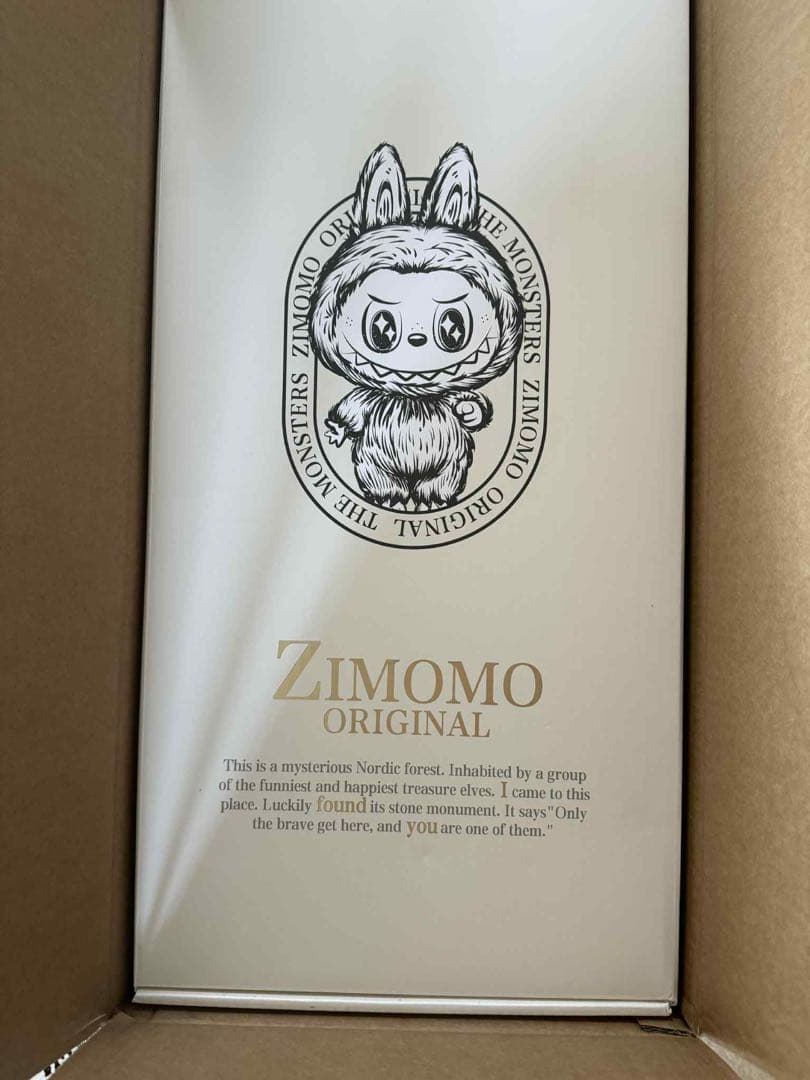 ZIMOMO ORI
THE MONSTERS ZIMOMO ORIGINAL THE MONSTERS
ZIMOMO
ORIGINAL
This is a mysterious Nordic forest. Inhabited by a group
of the funniest and happiest treasure elves. I came to this
place. Luckily found its stone monument. It says"Only
the brave get here, and you are one of them."